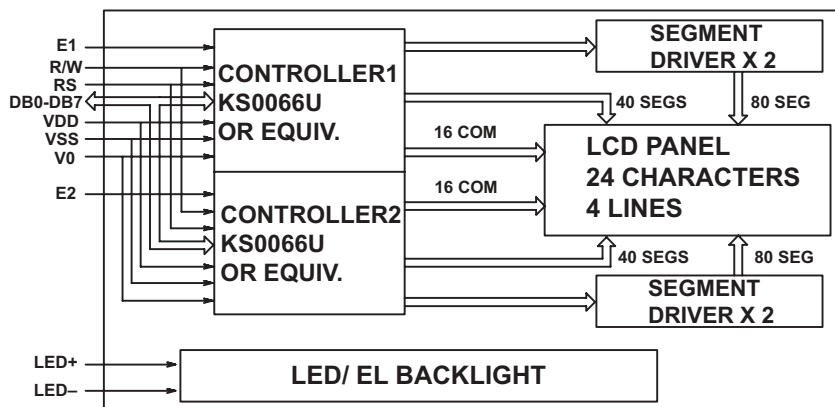 E1
R/W
RS
DB0-DB7
VDD
VSS
V0
E2
CONTROLLER1
KS0066U
OR EQUIV.
CONTROLLER2
KS0066U
OR EQUIV.
SEGMENT
DRIVER X 2
40 SEGS
80 SEG
16 COM
16 COM
LCD PANEL
24 CHARACTERS
4 LINES
40 SEGS
80 SEG
SEGMENT
DRIVER X 2
LED+
LED–
LED/ EL BACKLIGHT